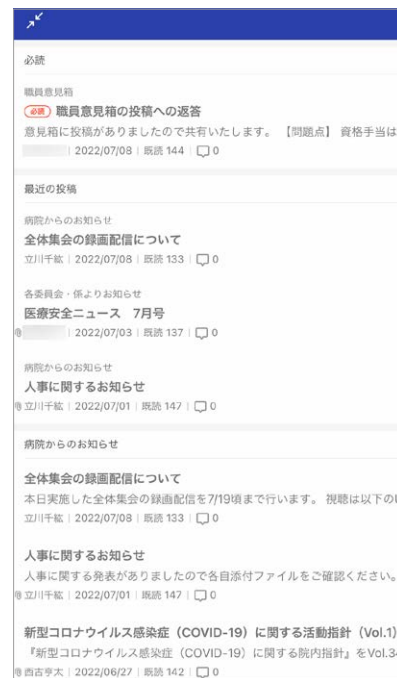 必読
職員意見箱
必読 職員意見箱の投稿への返答
意見箱に投稿がありましたので共有いたします。 【問題点】 資格手当は
| 2022/07/08 | 既読 144 | 0
最近の投稿
病院からのお知らせ
全体集会の録画配信について
立川千紘 | 2022/07/08 | 既読 133 | 0
各委員会・係よりお知らせ
医療安全ニュース 7月号
| 2022/07/03 | 既読 137 | 0
病院からのお知らせ
人事に関するお知らせ
立川千紘 | 2022/07/01 | 既読 147 | 0
病院からのお知らせ
全体集会の録画配信について
本日実施した全体集会の録画配信を7/19頃まで行います。 視聴は以下の
立川千紘 | 2022/07/08 | 既読 133 | 0
人事に関するお知らせ
人事に関する発表がありましたので各自添付ファイルをご確認ください。
立川千紘 | 2022/07/01 | 既読 147 | 0
新型コロナウイルス感染症（COVID-19）に関する活動指針（Vol.1）
『新型コロナウイルス感染症（COVID-19）に関する院内指針』をVol.34
西古亨太 | 2022/06/27 | 既読 142 | 0